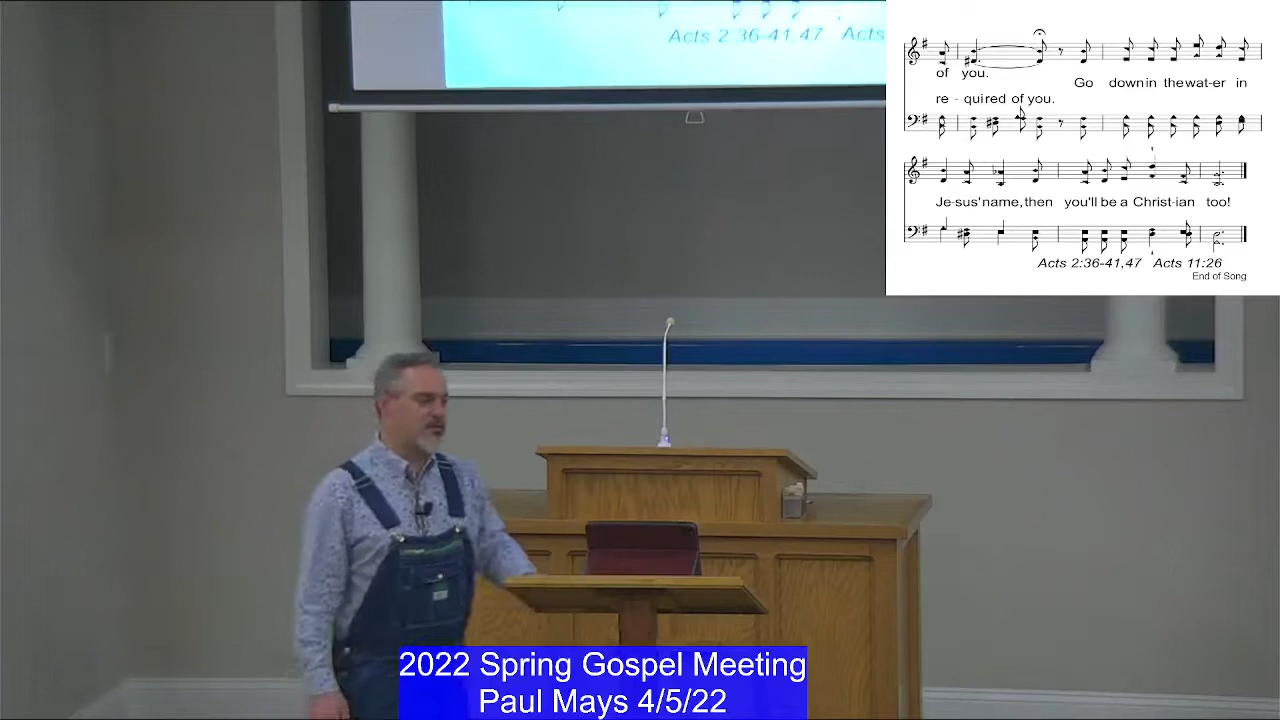 Acts 2:36-41,47 Acts
of you. Go down in the wat-er in
re - quired of you.
Je-sus' name, then you'll be a Christ-ian too!
Acts 2:36-41,47 Acts 11:26
End of Song
2022 Spring Gospel Meeting
Paul Mays 4/5/22